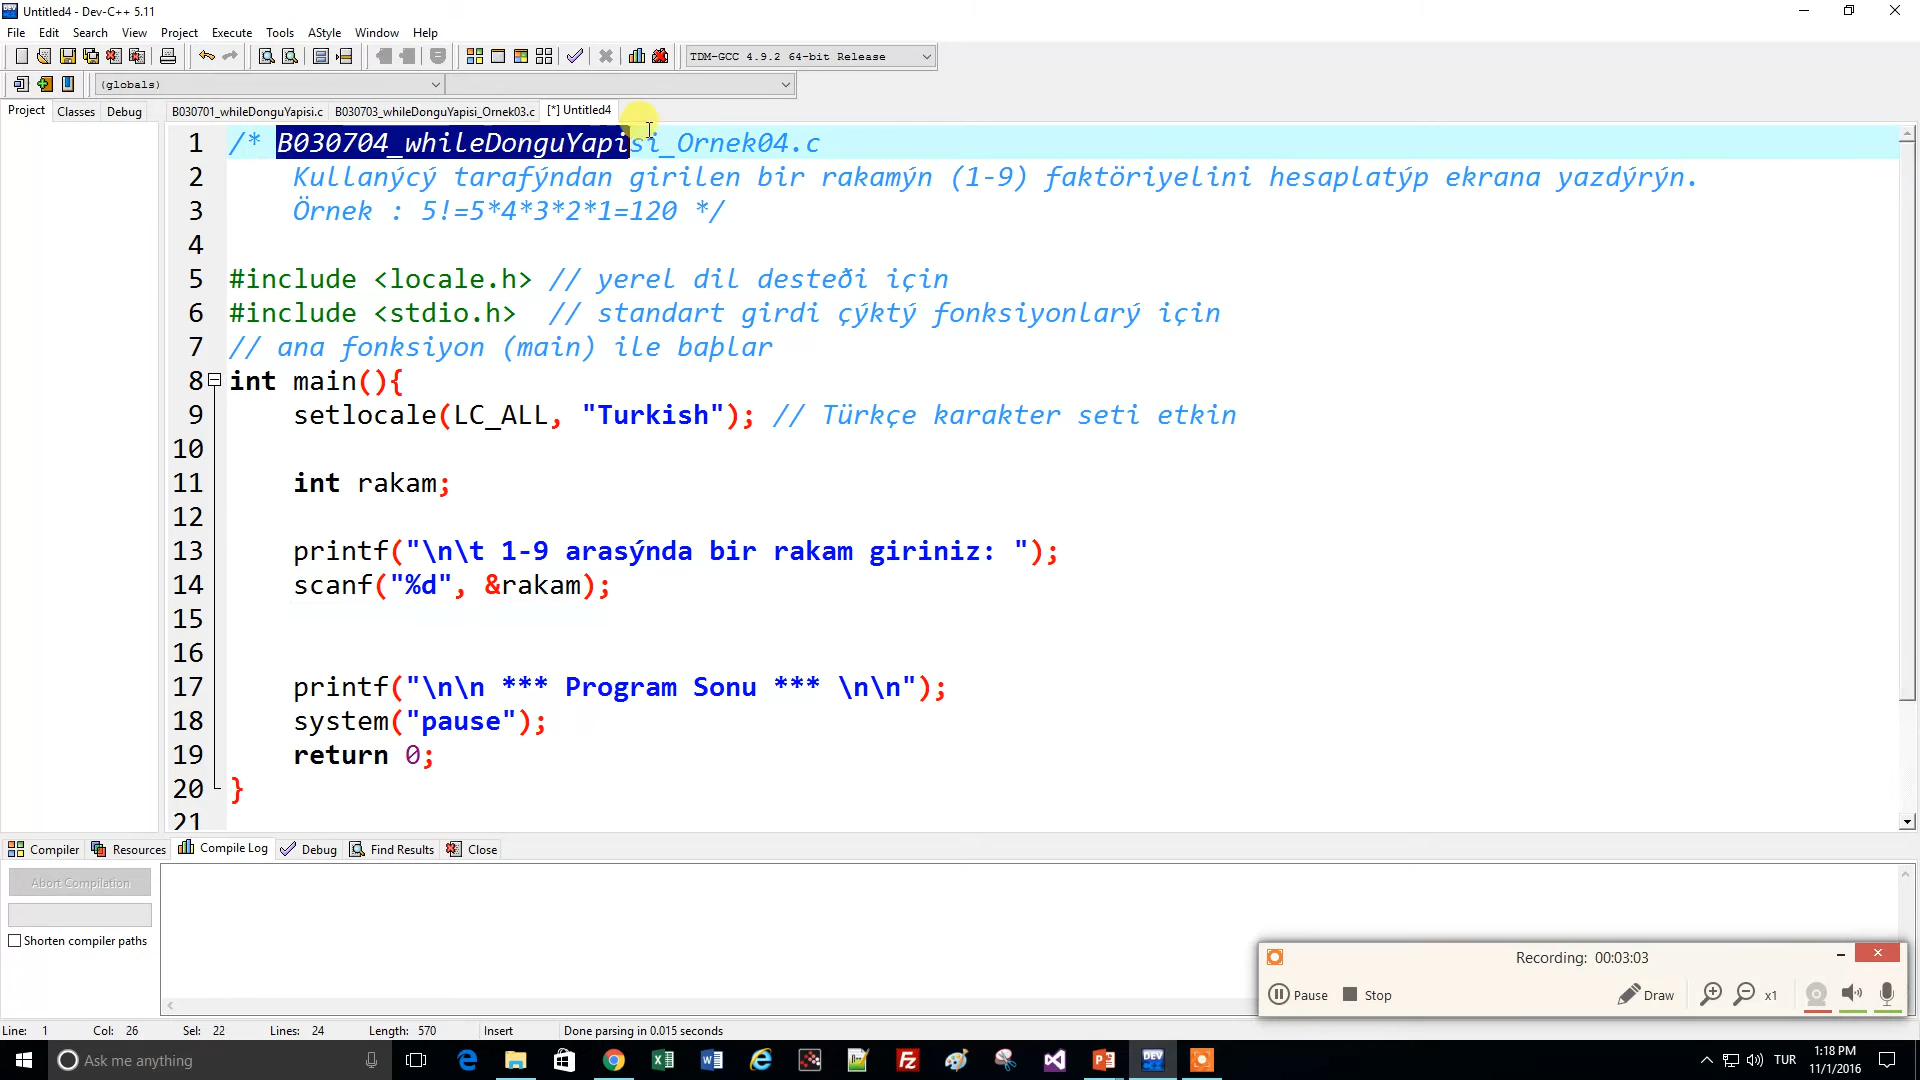 Untitled4 - Dev-C++ 5.11
File Edit Search View Project Execute Tools AStyle Window Help
TDM-GCC 4.9.2 64-bit Release
(globals)
Project Classes Debug B030701_whileDonguYapisi.c B030703_whileDonguYapisi_Ornek03.c [*] Untitled4
1 /* B030704_whileDonguYapisi_Ornek04.c
2 Kullanýcý tarafýndan girilen bir rakamýn (1-9) faktöriyelini hesaplatýp ekrana yazdýrýn.
3 Örnek : 5!=5*4*3*2*1=120 */
4
5 #include <locale.h> // yerel dil desteði için
6 #include <stdio.h> // standart girdi çýktý fonksiyonlarý için
7 // ana fonksiyon (main) ile baþlar
8 int main(){
9 setlocale(LC_ALL, "Turkish"); // Türkçe karakter seti etkin
10
11 int rakam;
12
13 printf("\n\t 1-9 arasýnda bir rakam giriniz: ");
14 scanf("%d", &rakam);
15
16
17 printf("\n\n *** Program Sonu *** \n\n");
18 system("pause");
19 return 0;
20 }
21
Compiler Resources Compile Log Debug Find Results Close
Abort Compilation
Shorten compiler paths
Recording: 00:03:03
Pause Stop Draw x1
Line: 1 Col: 26 Sel: 22 Lines: 24 Length: 570 Insert Done parsing in 0.015 seconds
Ask me anything
DEV
TUR
1:18 PM
11/1/2016